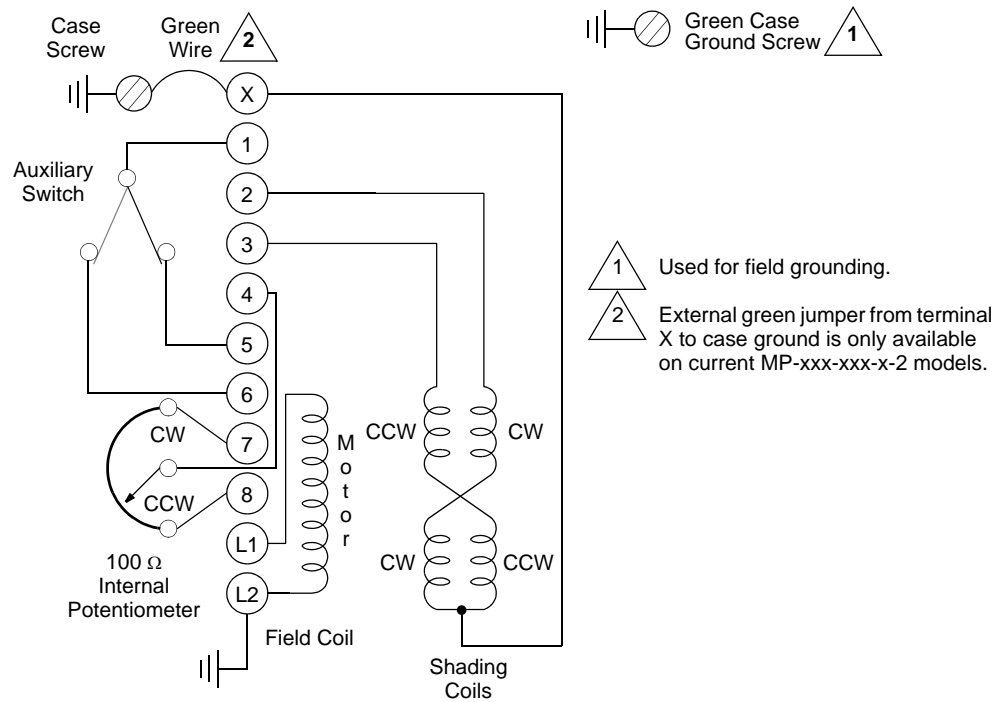 Case
Screw
Green
Wire
2
Green Case
Ground Screw
1
X
1
Auxiliary
Switch
2
3
1
Used for field grounding.
4
2
External green jumper from terminal
X to case ground is only available
on current MP-xxx-xxx-x-2 models.
5
6
CW
7
Motor
CCW
CW
CCW
8
L1
CW
CCW
100 Ω
Internal
Potentiometer
L2
Field Coil
Shading
Coils